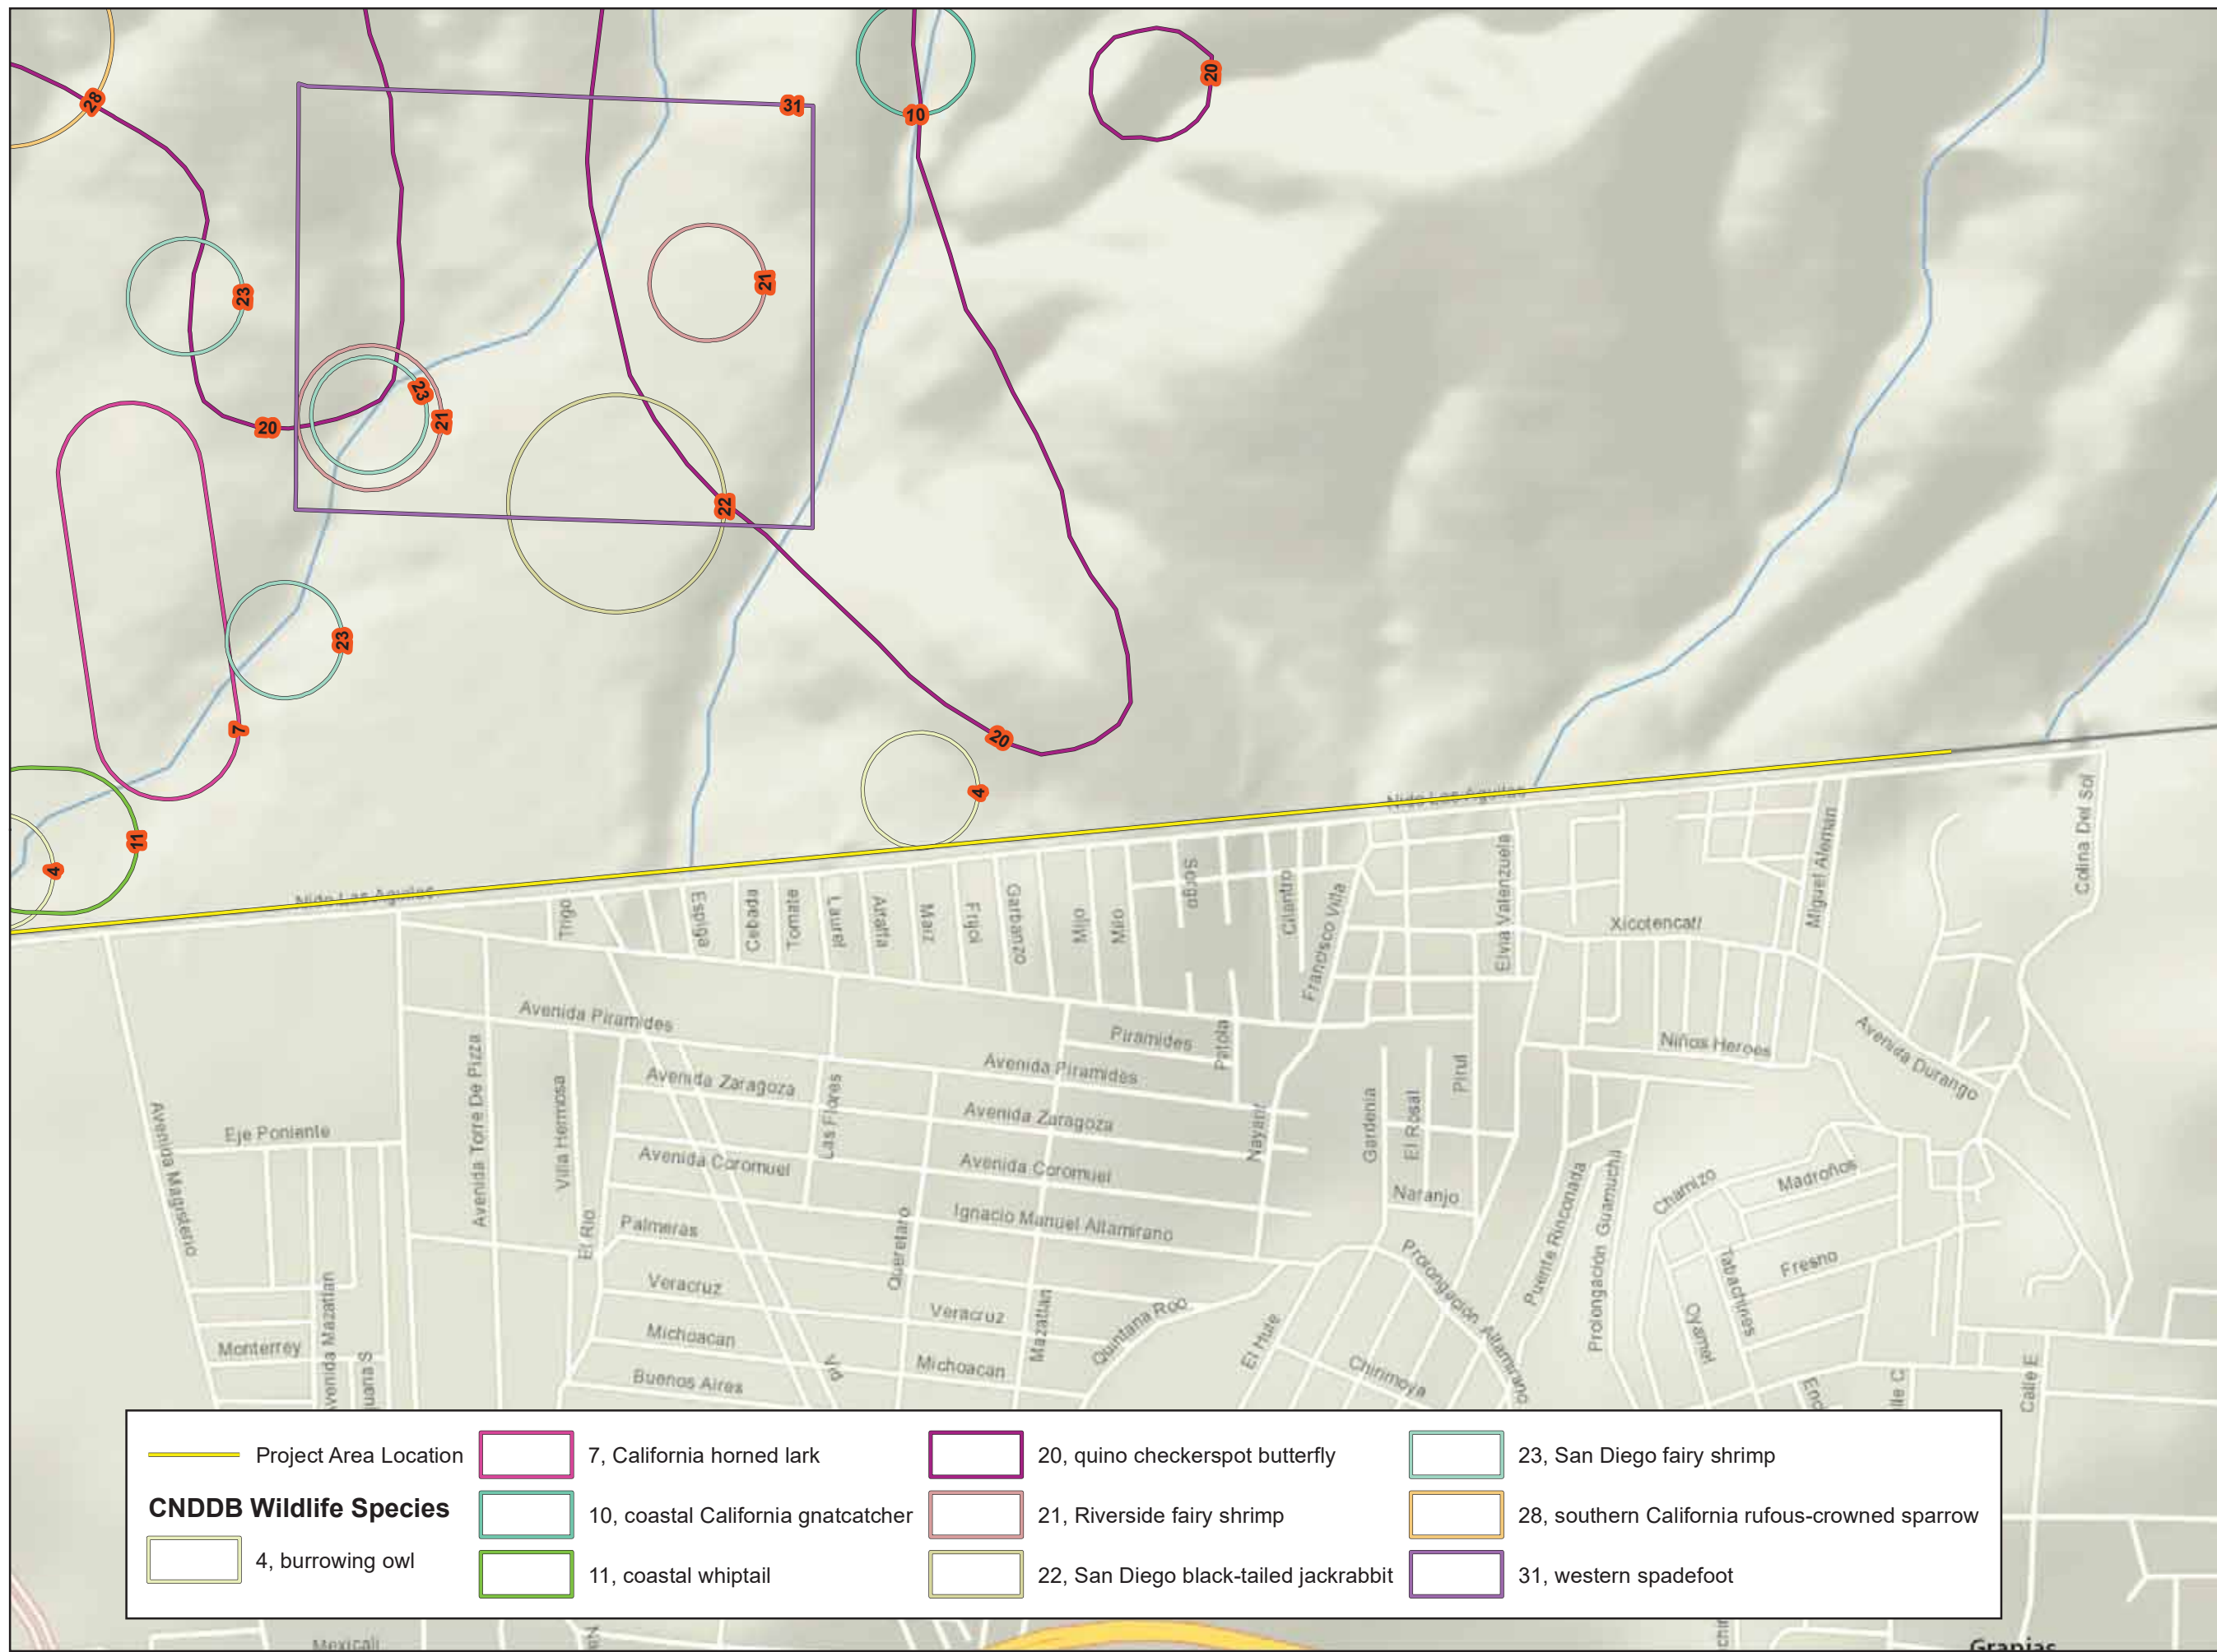 20
28
31
10
21
23
23
20
21
22
23
7
20
4
11
4
Nido Las Aguilas
Nido Las Aguilas
Colina Del Sol
Trigo
Espiga
Cebada
Tomate
Laurel
Alfalfa
Maiz
Frijol
Garbanzo
Mijo
Milo
Sorgo
Cilantro
Francisco Villa
Elvia Valenzuela
Miguel Aleman
Xicotencatl
Avenida Piramides
Piramides
Patola
Niños Heroes
Avenida Durango
Avenida Torre De Pizza
Villa Hermosa
Avenida Zaragoza
Las Flores
Avenida Piramides
Avenida Zaragoza
Pirul
Gardenia
El Rosal
Nayarit
Eje Poniente
Avenida Magisterio
Avenida Coromuel
Avenida Coromuel
Naranjo
Puente Rinconada
Prolongación Guamuchil
Chamizo
Madroños
El Rio
Palmeras
Queretaro
Ignacio Manuel Altamirano
Prolongación Altamirano
Tabachines
Fresno
Veracruz
Veracruz
Mazatlan
Quintana Roo
El Hule
Oyamel
Monterrey
Avenida Mazatlan
Michoacan
Michoacan
Chirimoya
Calle E
Buenos Aires
Project Area Location
CNDDB Wildlife Species
4, burrowing owl
7, California horned lark
10, coastal California gnatcatcher
11, coastal whiptail
20, quino checkerspot butterfly
21, Riverside fairy shrimp
22, San Diego black-tailed jackrabbit
23, San Diego fairy shrimp
28, southern California rufous-crowned sparrow
31, western spadefoot
Mexicali
Granjas